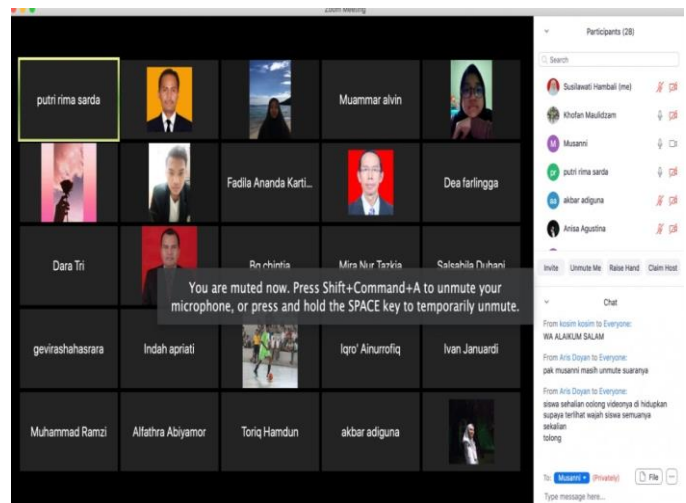 Zoom Meeting
putri rima sarda
Muammar alvin
Fadila Ananda Karti...
Dea farlingga
Dara Tri
Bq chintia
Mira Nur Tazkia
Salsabila Duhani
You are muted now. Press Shift+Command+A to unmute your
microphone, or press and hold the SPACE key to temporarily unmute.
gevirashahasrara
Indah apriati
Iqro' Ainurrofiq
Ivan Januardi
Muhammad Ramzi
Alfathra Abiyamor
Toriq Hamdun
akbar adiguna
Participants (28)
Search
Susilawati Hambali (me)
Khofan Maulidzam
M
Musanni
pr
putri rima sarda
aa
akbar adiguna
Anisa Agustina
Invite
Unmute Me
Raise Hand
Claim Host
Chat
From kosim kosim to Everyone:
WA ALAIKUM SALAM
From Aris Doyan to Everyone:
pak musanni masih unmute suaranya
From Aris Doyan to Everyone:
siswa sehalian oolong videonya di hidupkan
supaya terlihat wajah siswa semuanya
sekalian
tolong
To: Musanni (Privately)
File
Type message here...